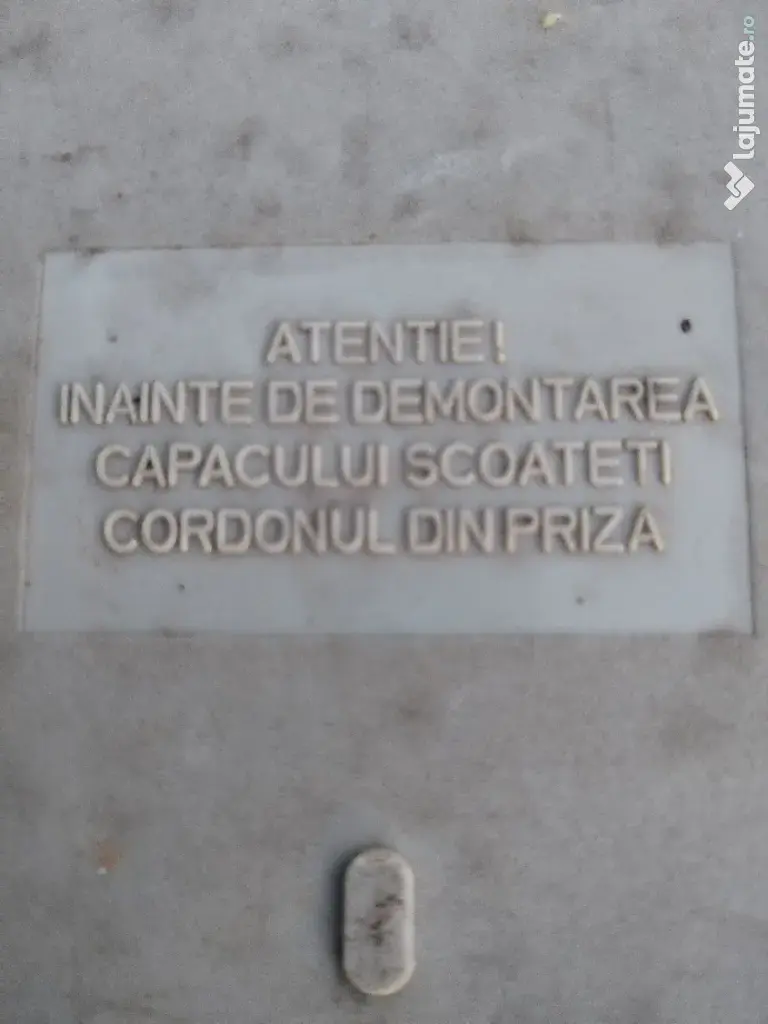 lajumate.ro
ATENTIE!
INAINTE DE DEMONTAREA
CAPACULUI SCOATETI
CORDONUL DIN PRIZA